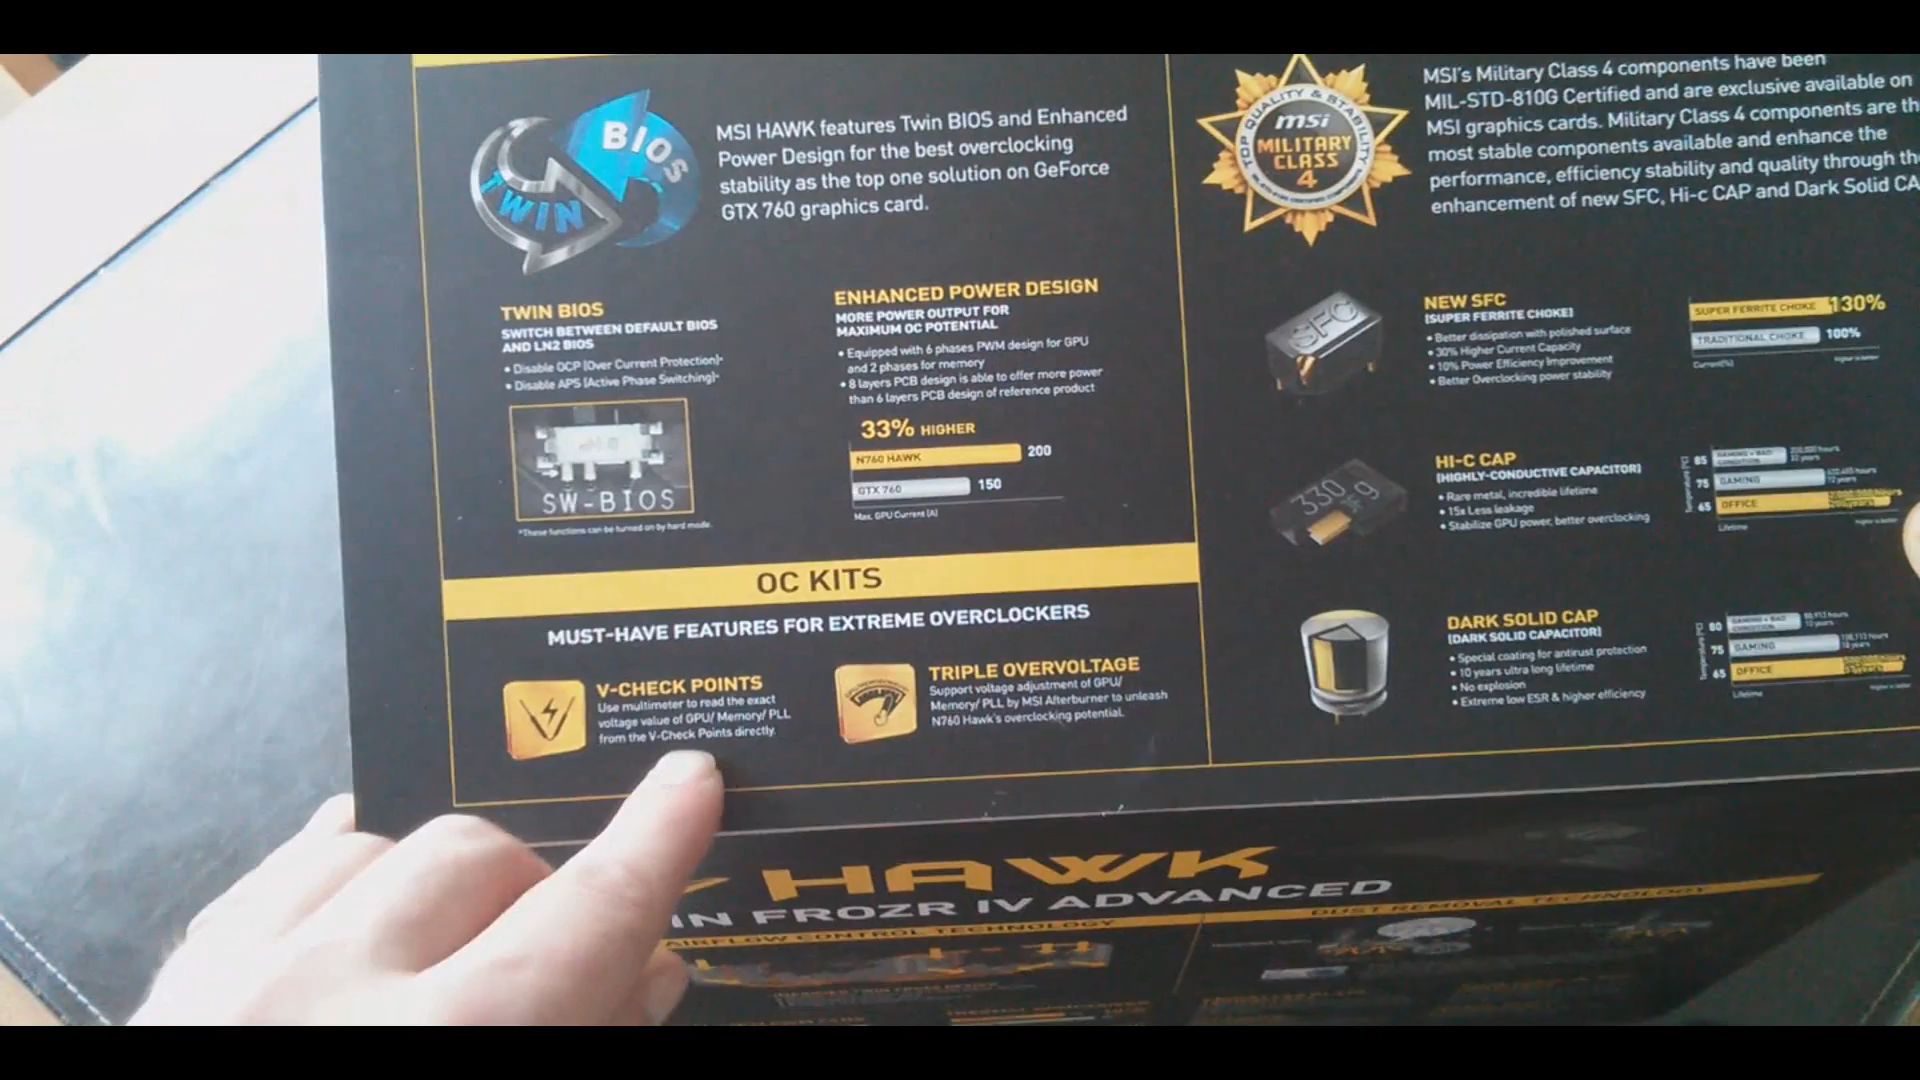 TWIN BIOS
MSI HAWK features Twin BIOS and Enhanced
Power Design for the best overclocking
stability as the top one solution on GeForce
GTX 760 graphics card.
TWIN BIOS
SWITCH BETWEEN DEFAULT BIOS
AND LN2 BIOS
• Disable OCP (Over Current Protection)*
• Disable APS (Active Phase Switching)*
SW-BIOS
*These functions can be turned on by hard mode.
ENHANCED POWER DESIGN
MORE POWER OUTPUT FOR
MAXIMUM OC POTENTIAL
• Equipped with 6 phases PWM design for GPU
and 2 phases for memory
• 8 layers PCB design is able to offer more power
than 6 layers PCB design of reference product
33% HIGHER
N760 HAWK 200
GTX 760 150
Max. GPU Current (A)
OC KITS
MUST-HAVE FEATURES FOR EXTREME OVERCLOCKERS
V-CHECK POINTS
Use multimeter to read the exact
voltage value of GPU/ Memory/ PLL
from the V-Check Points directly.
TRIPLE OVERVOLTAGE
Support voltage adjustment of GPU/
Memory/ PLL by MSI Afterburner to unleash
N760 Hawk's overclocking potential.
TOP QUALITY & STABILITY
msi
MILITARY
CLASS
4
MSI's Military Class 4 components have been
MIL-STD-810G Certified and are exclusive available on
MSI graphics cards. Military Class 4 components are th
most stable components available and enhance the
performance, efficiency stability and quality through the
enhancement of new SFC, Hi-c CAP and Dark Solid CA
SFC
NEW SFC
(SUPER FERRITE CHOKE)
• Better dissipation with polished surface
• 30% Higher Current Capacity
• 10% Power Efficiency Improvement
• Better Overclocking power stability
SUPER FERRITE CHOKE 130%
TRADITIONAL CHOKE 100%
Current(%) Higher is better
330
HI-C CAP
(HIGHLY-CONDUCTIVE CAPACITOR)
• Rare metal, incredible lifetime
• 15x Less leakage
• Stabilize GPU power, better overclocking
85
75 GAMING
65 OFFICE
Lifetime
DARK SOLID CAP
(DARK SOLID CAPACITOR)
• Special coating for antirust protection
• 10 years ultra long lifetime
• No explosion
• Extreme low ESR & higher efficiency
80
75 GAMING
65 OFFICE
Lifetime
HAWK
IN FROZR IV ADVANCED
AIRFLOW CONTROL TECHNOLOGY
DUST REMOVAL TECHNOLOGY